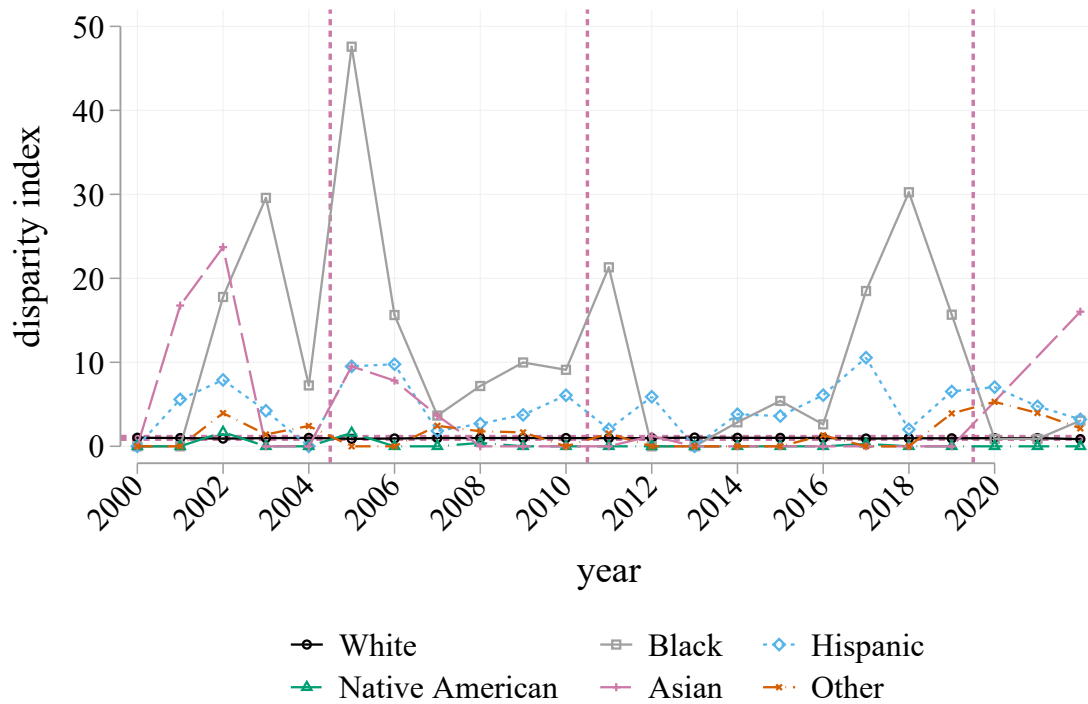 50
40
30
20
10
0
disparity index
2000 2002 2004 2006 2008 2010 2012 2014 2016 2018 2020
year
White Black Hispanic
Native American Asian Other